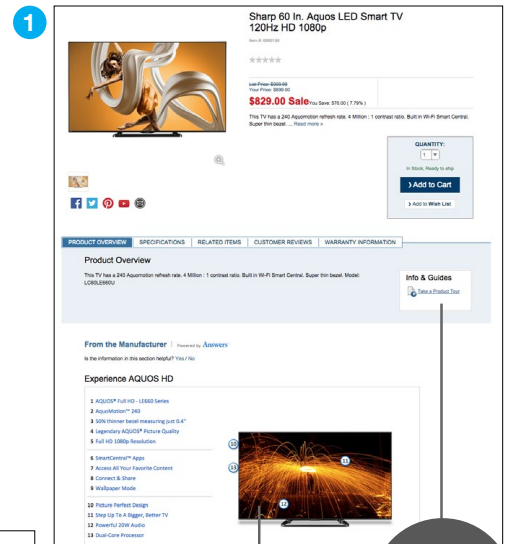 1
Sharp 60 In. Aquos LED Smart TV
120Hz HD 1080p
$829.00 Sale You Save: $70.00 ( 7.79% )
This TV has a 240 Aquomotion refresh rate. 4 Million : 1 contrast ratio. Built in Wi-Fi Smart Central.
Super thin bezel. ... Read more »
QUANTITY:
1
In Stock, Ready to ship
Add to Cart
Add to Wish List
PRODUCT OVERVIEW SPECIFICATIONS RELATED ITEMS CUSTOMER REVIEWS WARRANTY INFORMATION
Product Overview
This TV has a 240 Aquomotion refresh rate. 4 Million : 1 contrast ratio. Built in Wi-Fi Smart Central. Super thin bezel. Model:
LC60LE660U
Info & Guides
Take a Product Tour
From the Manufacturer | Powered by Answers
Is the information in this section helpful? Yes / No
Experience AQUOS HD
1 AQUOS® Full HD - LE660 Series
2 AquoMotion™ 240
3 50% thinner bezel measuring just 0.4"
4 Legendary AQUOS® Picture Quality
5 Full HD 1080p Resolution
6 SmartCentral™ Apps
7 Access All Your Favorite Content
8 Connect & Share
9 Wallpaper Mode
10 Picture Perfect Design
11 Step Up To A Bigger, Better TV
12 Powerful 20W Audio
13 Dual-Core Processor
10
13
11
12